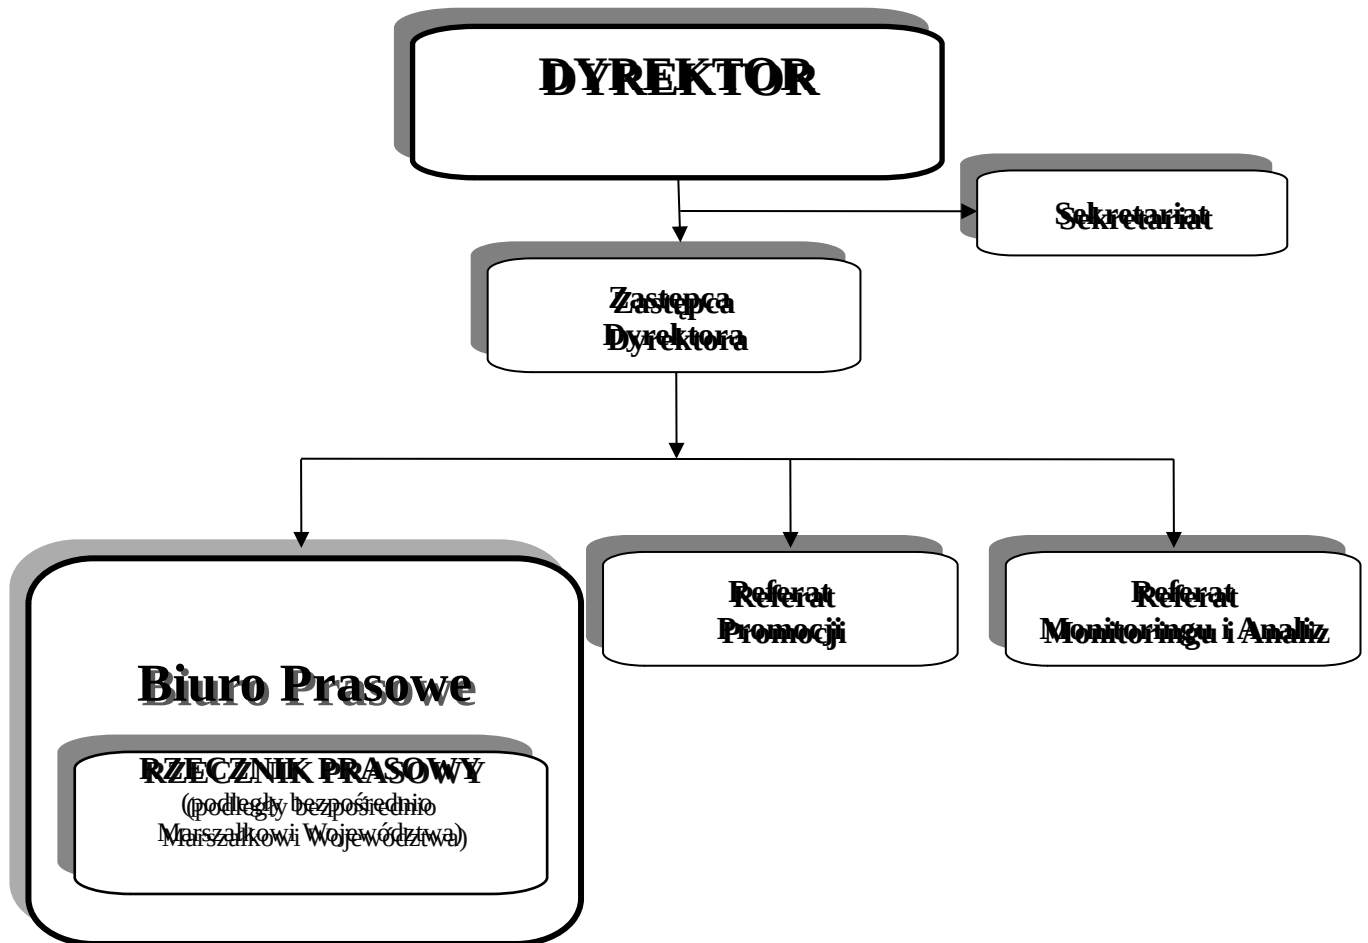 DYREKTOR
Sekretariat
Zastępca
Dyrektora
Referat
Promocji
Referat
Monitoringu i Analiz
Biuro Prasowe
RZECZNIK PRASOWY
(podległy bezpośrednio
Marszałkowi Województwa)